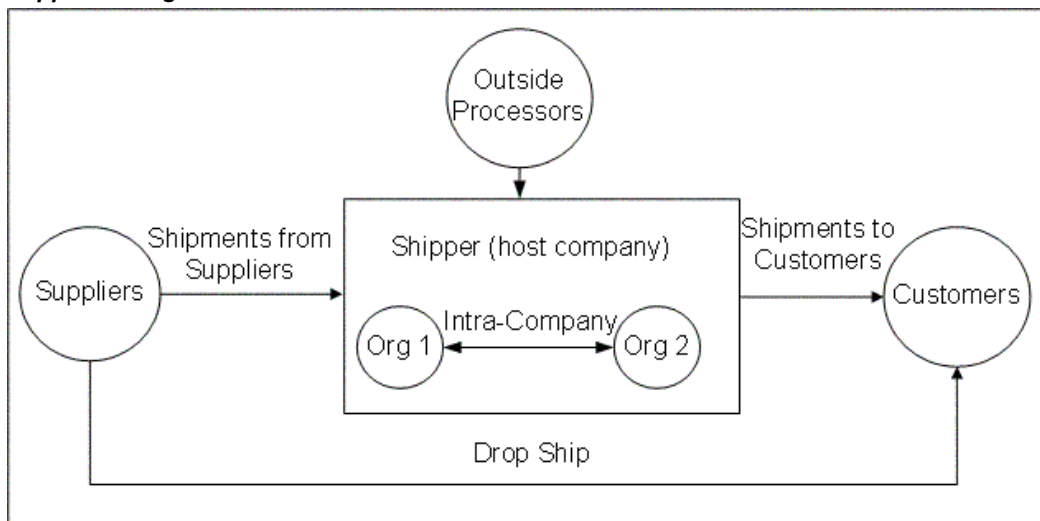 Outside
Processors
Shipments from
Suppliers
Shipper (host company)
Shipments to
Customers
Suppliers
Customers
Intra-Company
Org 1
Org 2
Drop Ship